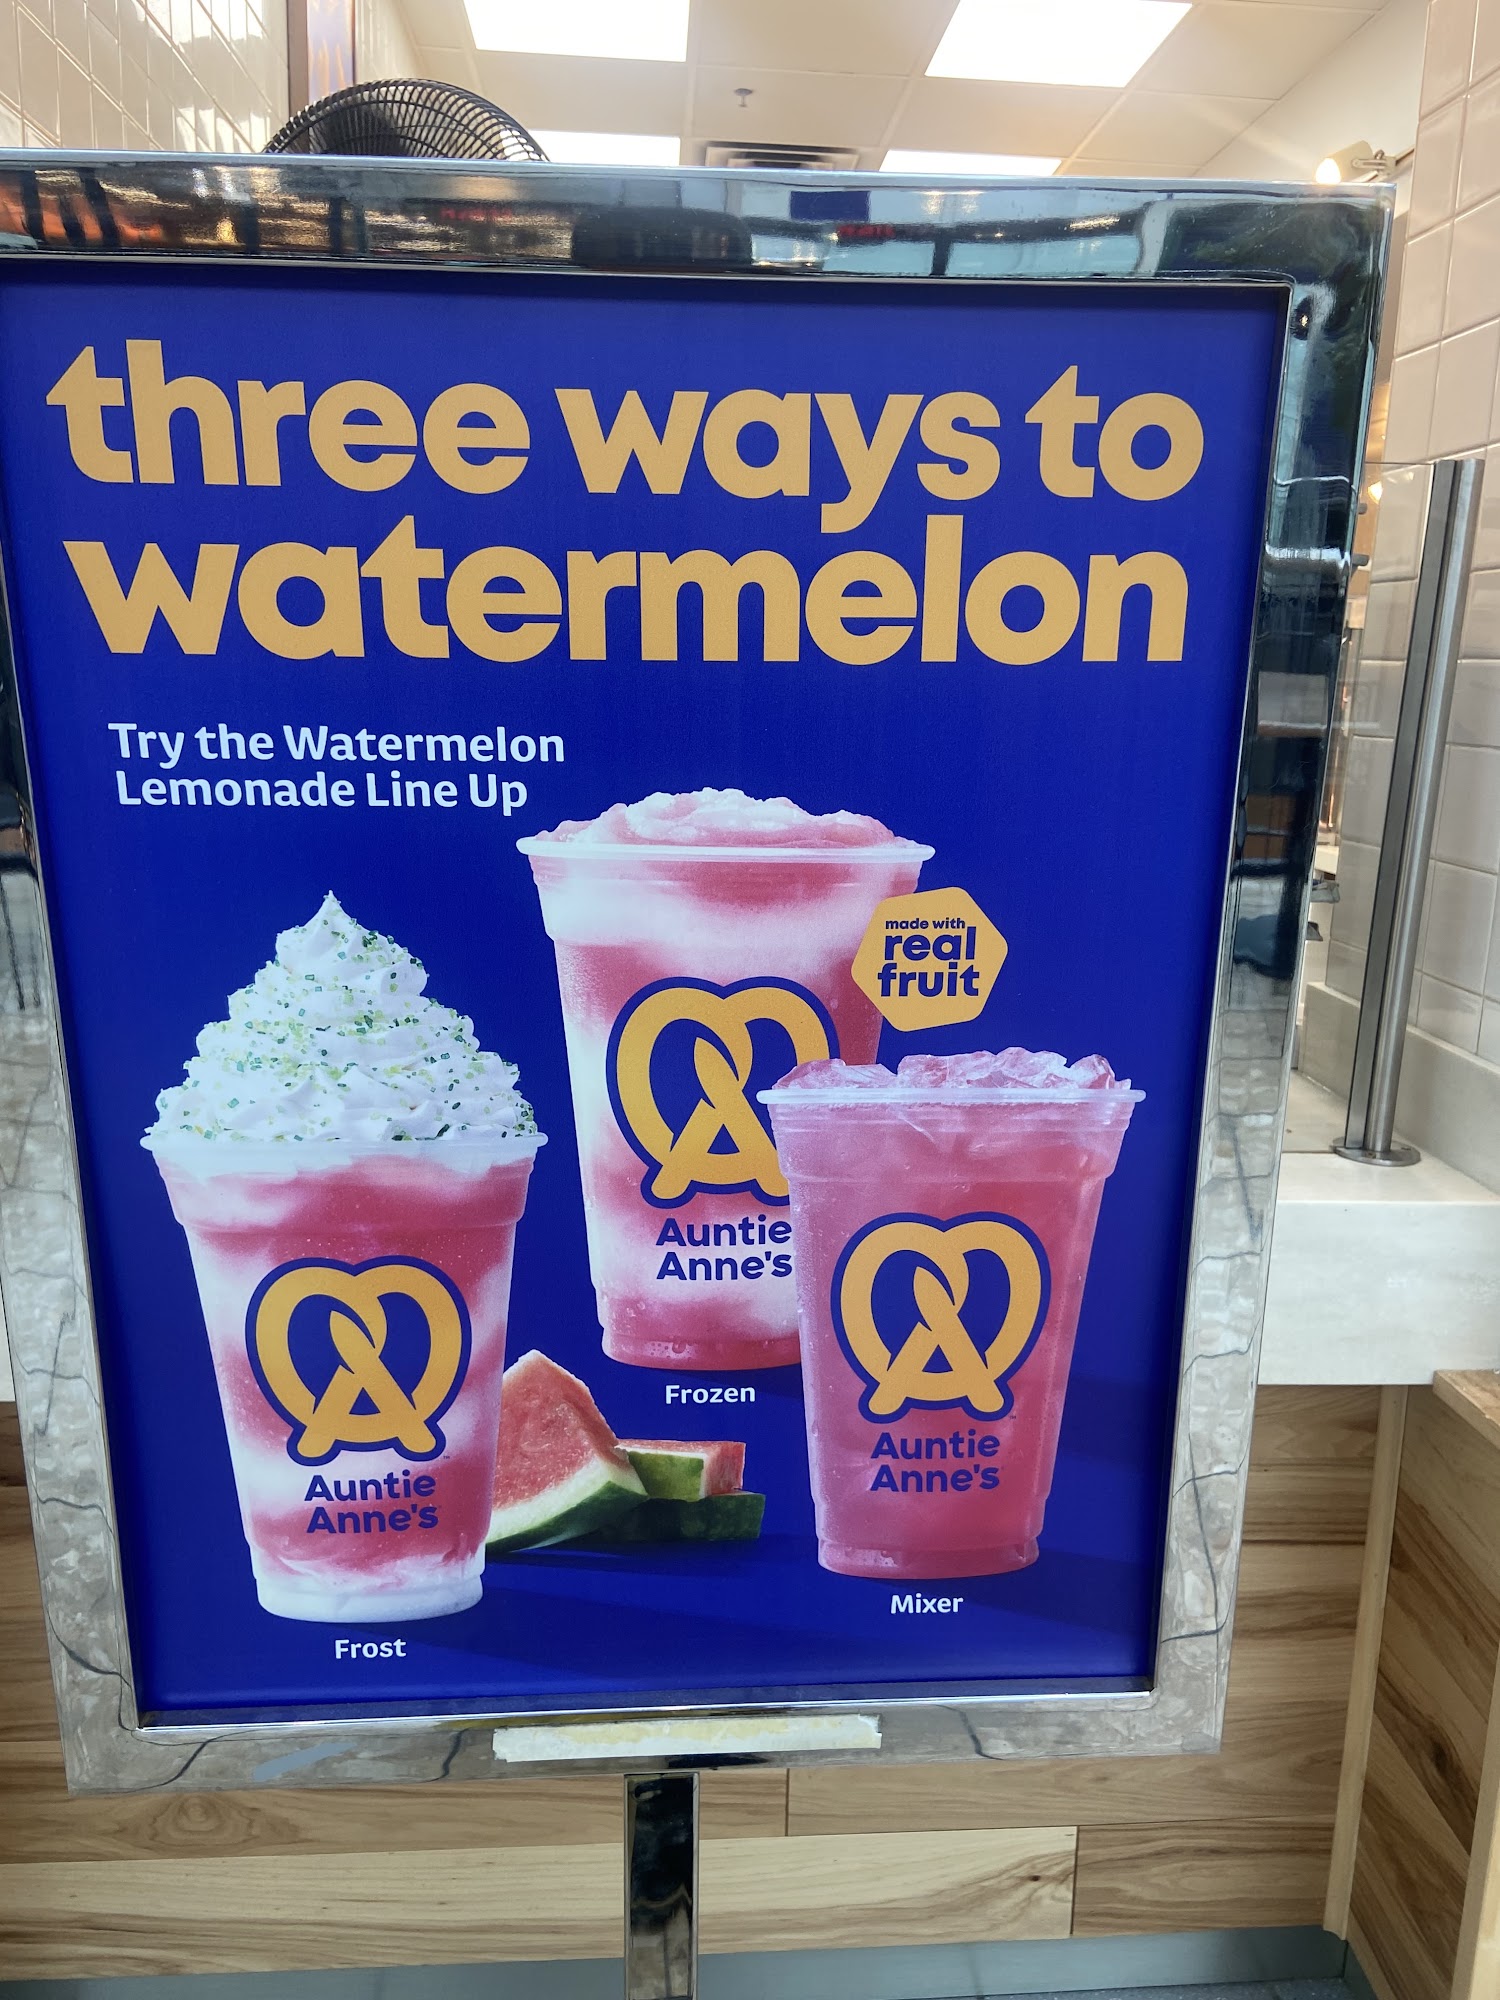 three ways to
watermelon
Try the Watermelon
Lemonade Line Up
made with
real
fruit
Auntie
Anne's
Frozen
Auntie
Anne's
Mixer
Auntie
Anne's
Frost